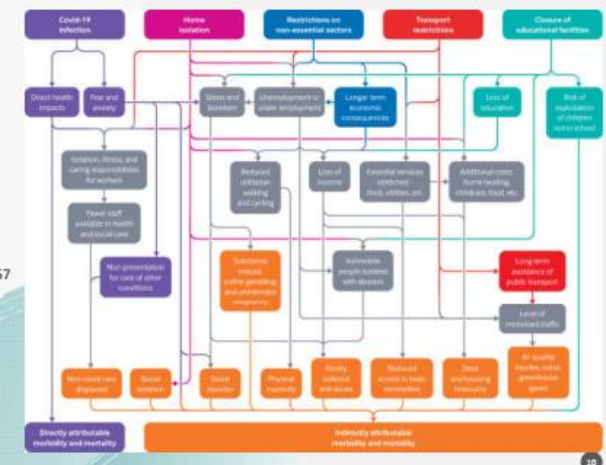 Covid-19
infection
Home
isolation
Restrictions on
non-essential sectors
Transport
restrictions
Closure of
educational facilities
Direct health
impacts
Fear and
anxiety
Stress and
boredom
Unemployment or
under employment
Longer term
economic
consequences
Loss of
education
Risk of
exploitation
of children
not in school
Isolation, illness, and
caring responsibilities
for workers
Reduced
utilitarian
walking
and cycling
Loss of
income
Essential services
stretched -
food, utilities, etc
Additional costs:
home heating,
childcare, food, etc
Fewer staff
available in health
and social care
57
Non-presentation
for care of other
conditions
Substance
misuse,
online gambling,
and unintended
pregnancy
Vulnerable
people isolated
with abusers
Long term
avoidance of
public transport
Level of
motorised traffic
Non-covid care
displaced
Social
isolation
Social
disorder
Physical
inactivity
Family
violence
and abuse
Reduced
access to basic
necessities
Debt
and housing
insecurity
Air quality,
injuries, noise,
greenhouse
gases
Directly attributable
morbidity and mortality
Indirectly attributable
morbidity and mortality